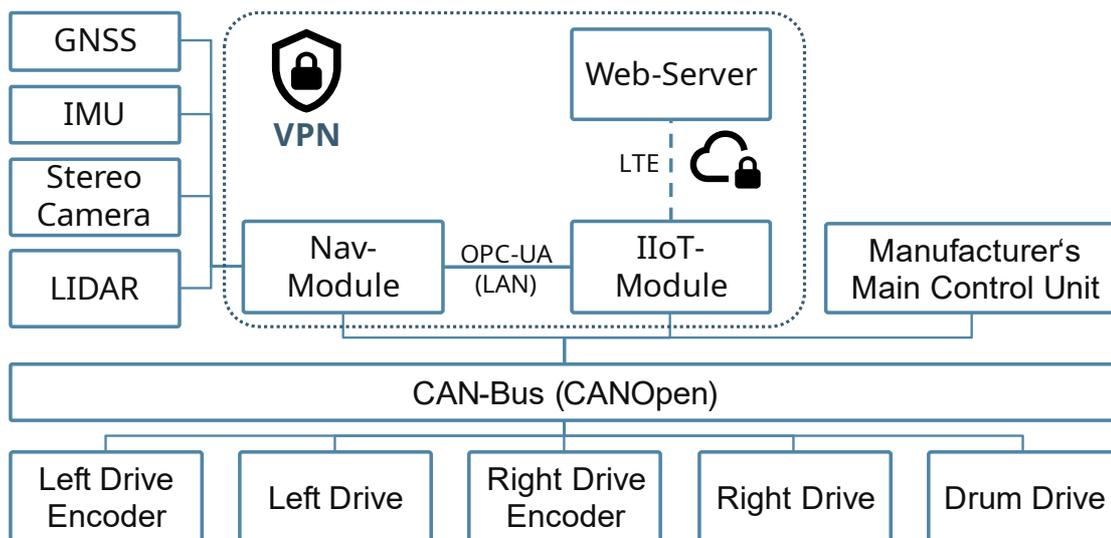 GNSS
IMU
Stereo
Camera
LIDAR
VPN
Web-Server
LTE
Nav-
Module
OPC-UA
(LAN)
IIoT-
Module
Manufacturer‘s
Main Control Unit
CAN-Bus (CANOpen)
Left Drive
Encoder
Left Drive
Right Drive
Encoder
Right Drive
Drum Drive